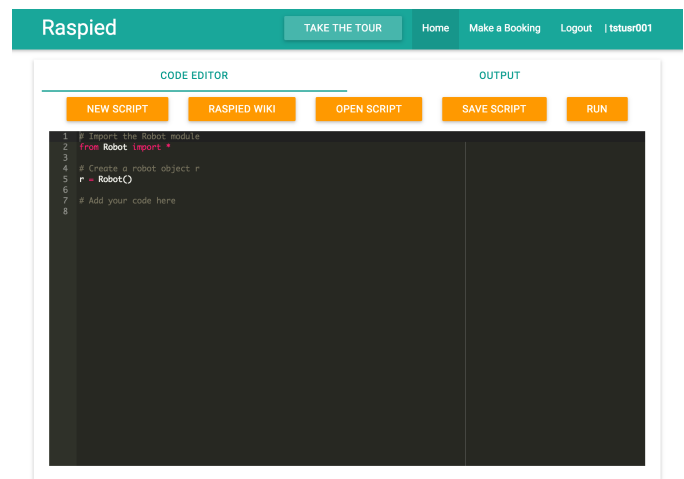 Raspied
TAKE THE TOUR
Home
Make a Booking
Logout
| tstusr001
CODE EDITOR
OUTPUT
NEW SCRIPT
RASPIED WIKI
OPEN SCRIPT
SAVE SCRIPT
RUN
1 # Import the Robot module
2 from Robot import *
3
4 # Create a robot object r
5 r = Robot()
6
7 # Add your code here
8